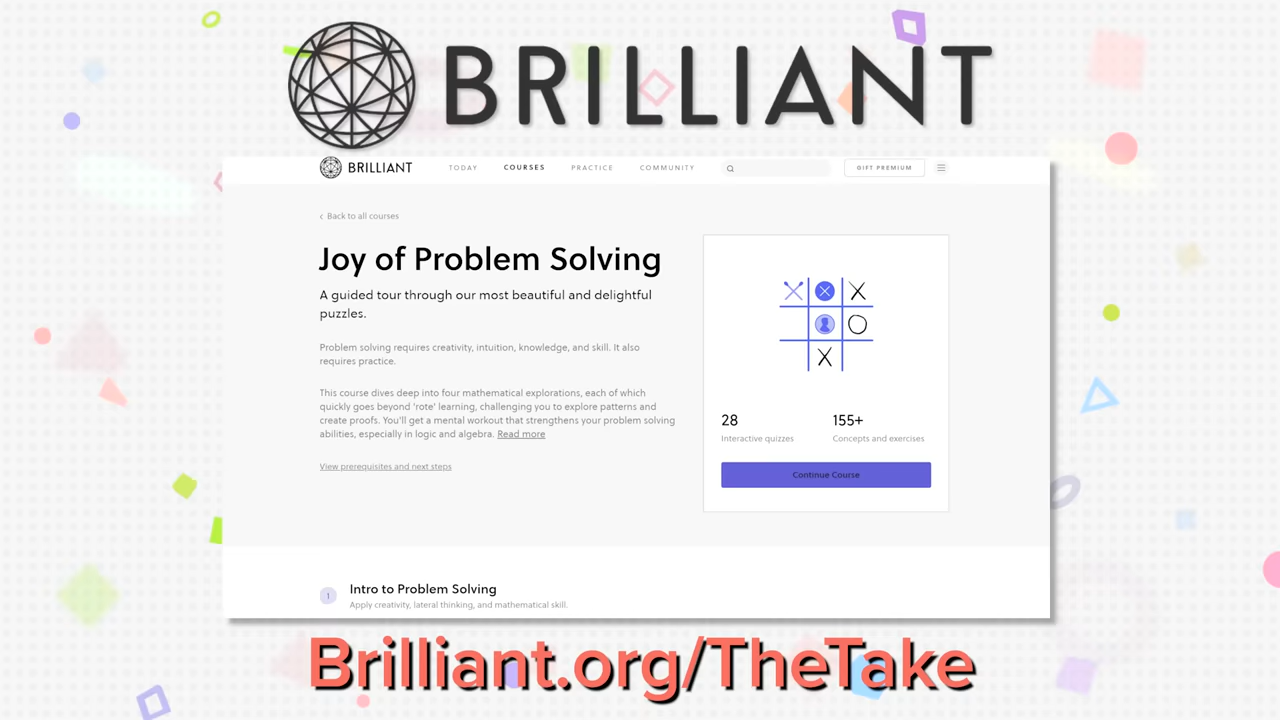 BRILLIANT
BRILLIANT TODAY COURSES PRACTICE COMMUNITY GIFT PREMIUM
Back to all courses
Joy of Problem Solving
A guided tour through our most beautiful and delightful
puzzles.
Problem solving requires creativity, intuition, knowledge, and skill. It also
requires practice.
This course dives deep into four mathematical explorations, each of which
quickly goes beyond 'rote' learning, challenging you to explore patterns and
create proofs. You'll get a mental workout that strengthens your problem solving
abilities, especially in logic and algebra. Read more
View prerequisites and next steps
X
O
X
28 155+
Interactive quizzes Concepts and exercises
Continue Course
1 Intro to Problem Solving
Apply creativity, lateral thinking, and mathematical skill.
Brilliant.org/TheTake